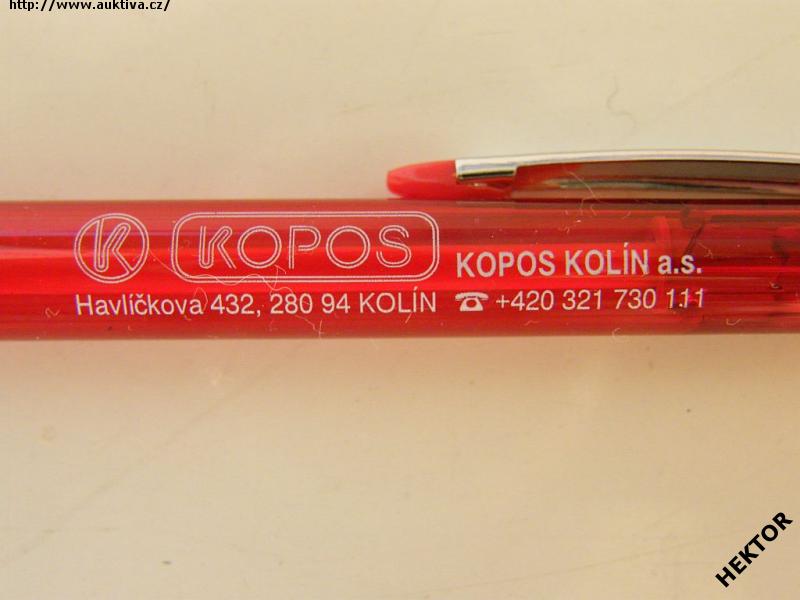 http://www.auktiva.cz/
K KOPOS KOPOS KOLÍN a.s.
Havlíčkova 432, 280 94 KOLÍN ☎ +420 321 730 111
HEKTOR